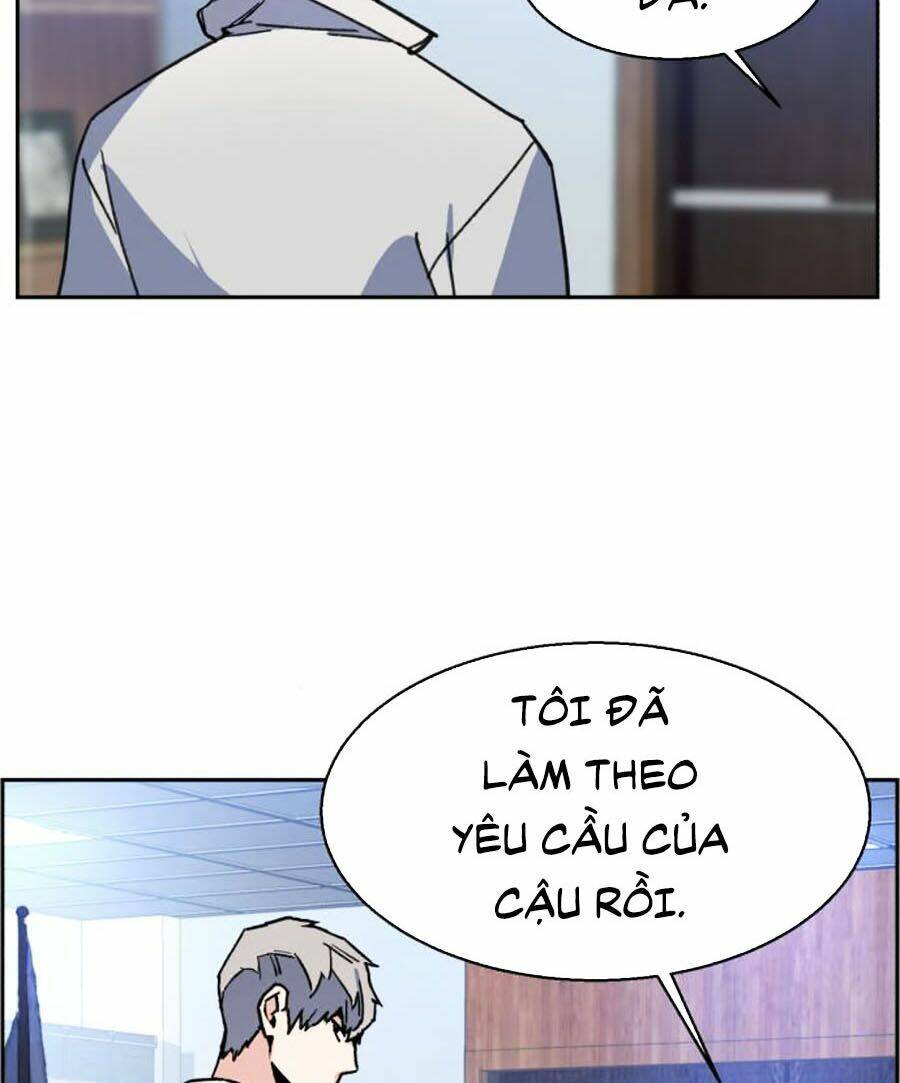 TÔI ĐÃ
LÀM THEO
YÊU CẦU CỦA
CẬU RỒI.